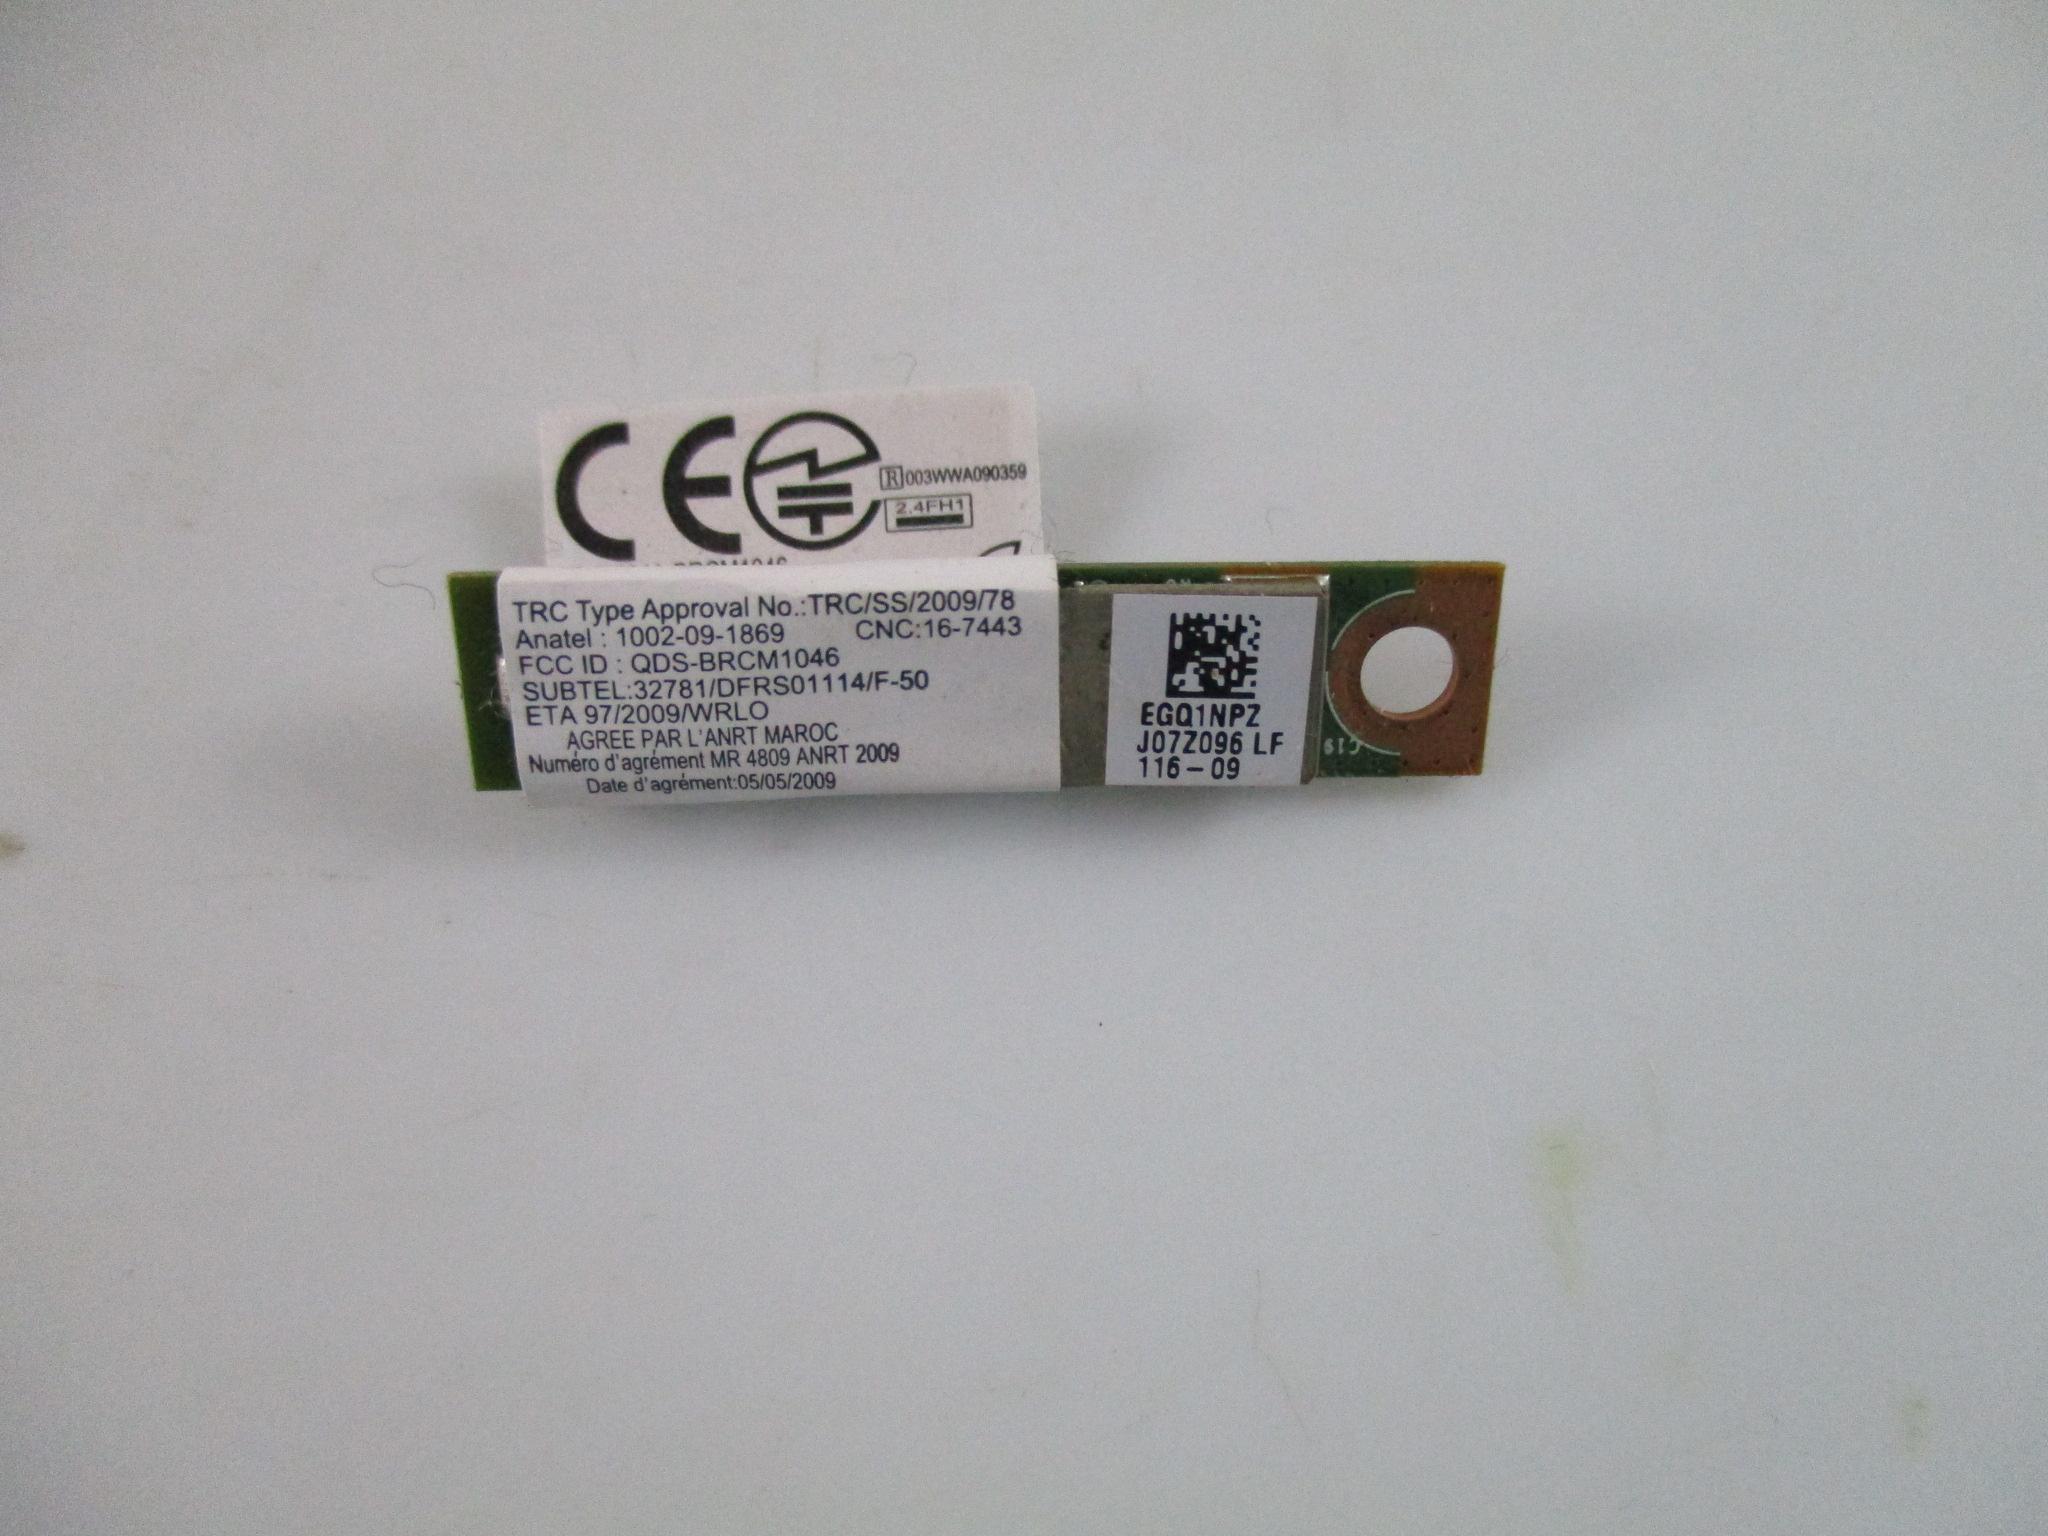 CE
R 003WWA090359
2.4FH1
TRC Type Approval No.:TRC/SS/2009/78
Anatel : 1002-09-1869 CNC:16-7443
FCC ID : QDS-BRCM1046
SUBTEL:32781/DFRS01114/F-50
ETA 97/2009/WRLO
AGREE PAR L'ANRT MAROC
Numéro d'agrément MR 4809 ANRT 2009
Date d'agrément:05/05/2009
EGQ1NPZ
J07Z096 LF
116-09